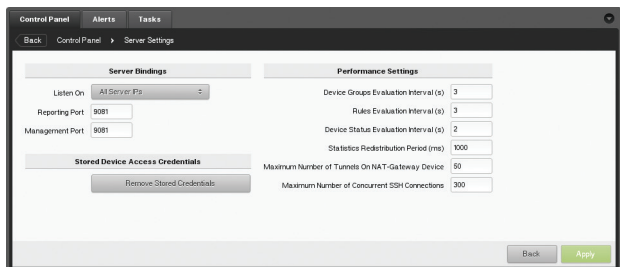 Control Panel Alerts Tasks
Back Control Panel > Server Settings
Server Bindings
Listen On All Server IPs
Reporting Port 9081
Management Port 9081
Stored Device Access Credentials
Remove Stored Credentials
Performance Settings
Device Groups Evaluation Interval (s) 3
Rules Evaluation Interval (s) 3
Device Status Evaluation Interval (s) 2
Statistics Redistribution Period (ms) 1000
Maximum Number of Tunnels On NAT-Gateway Device 50
Maximum Number of Concurrent SSH Connections 300
Back Apply